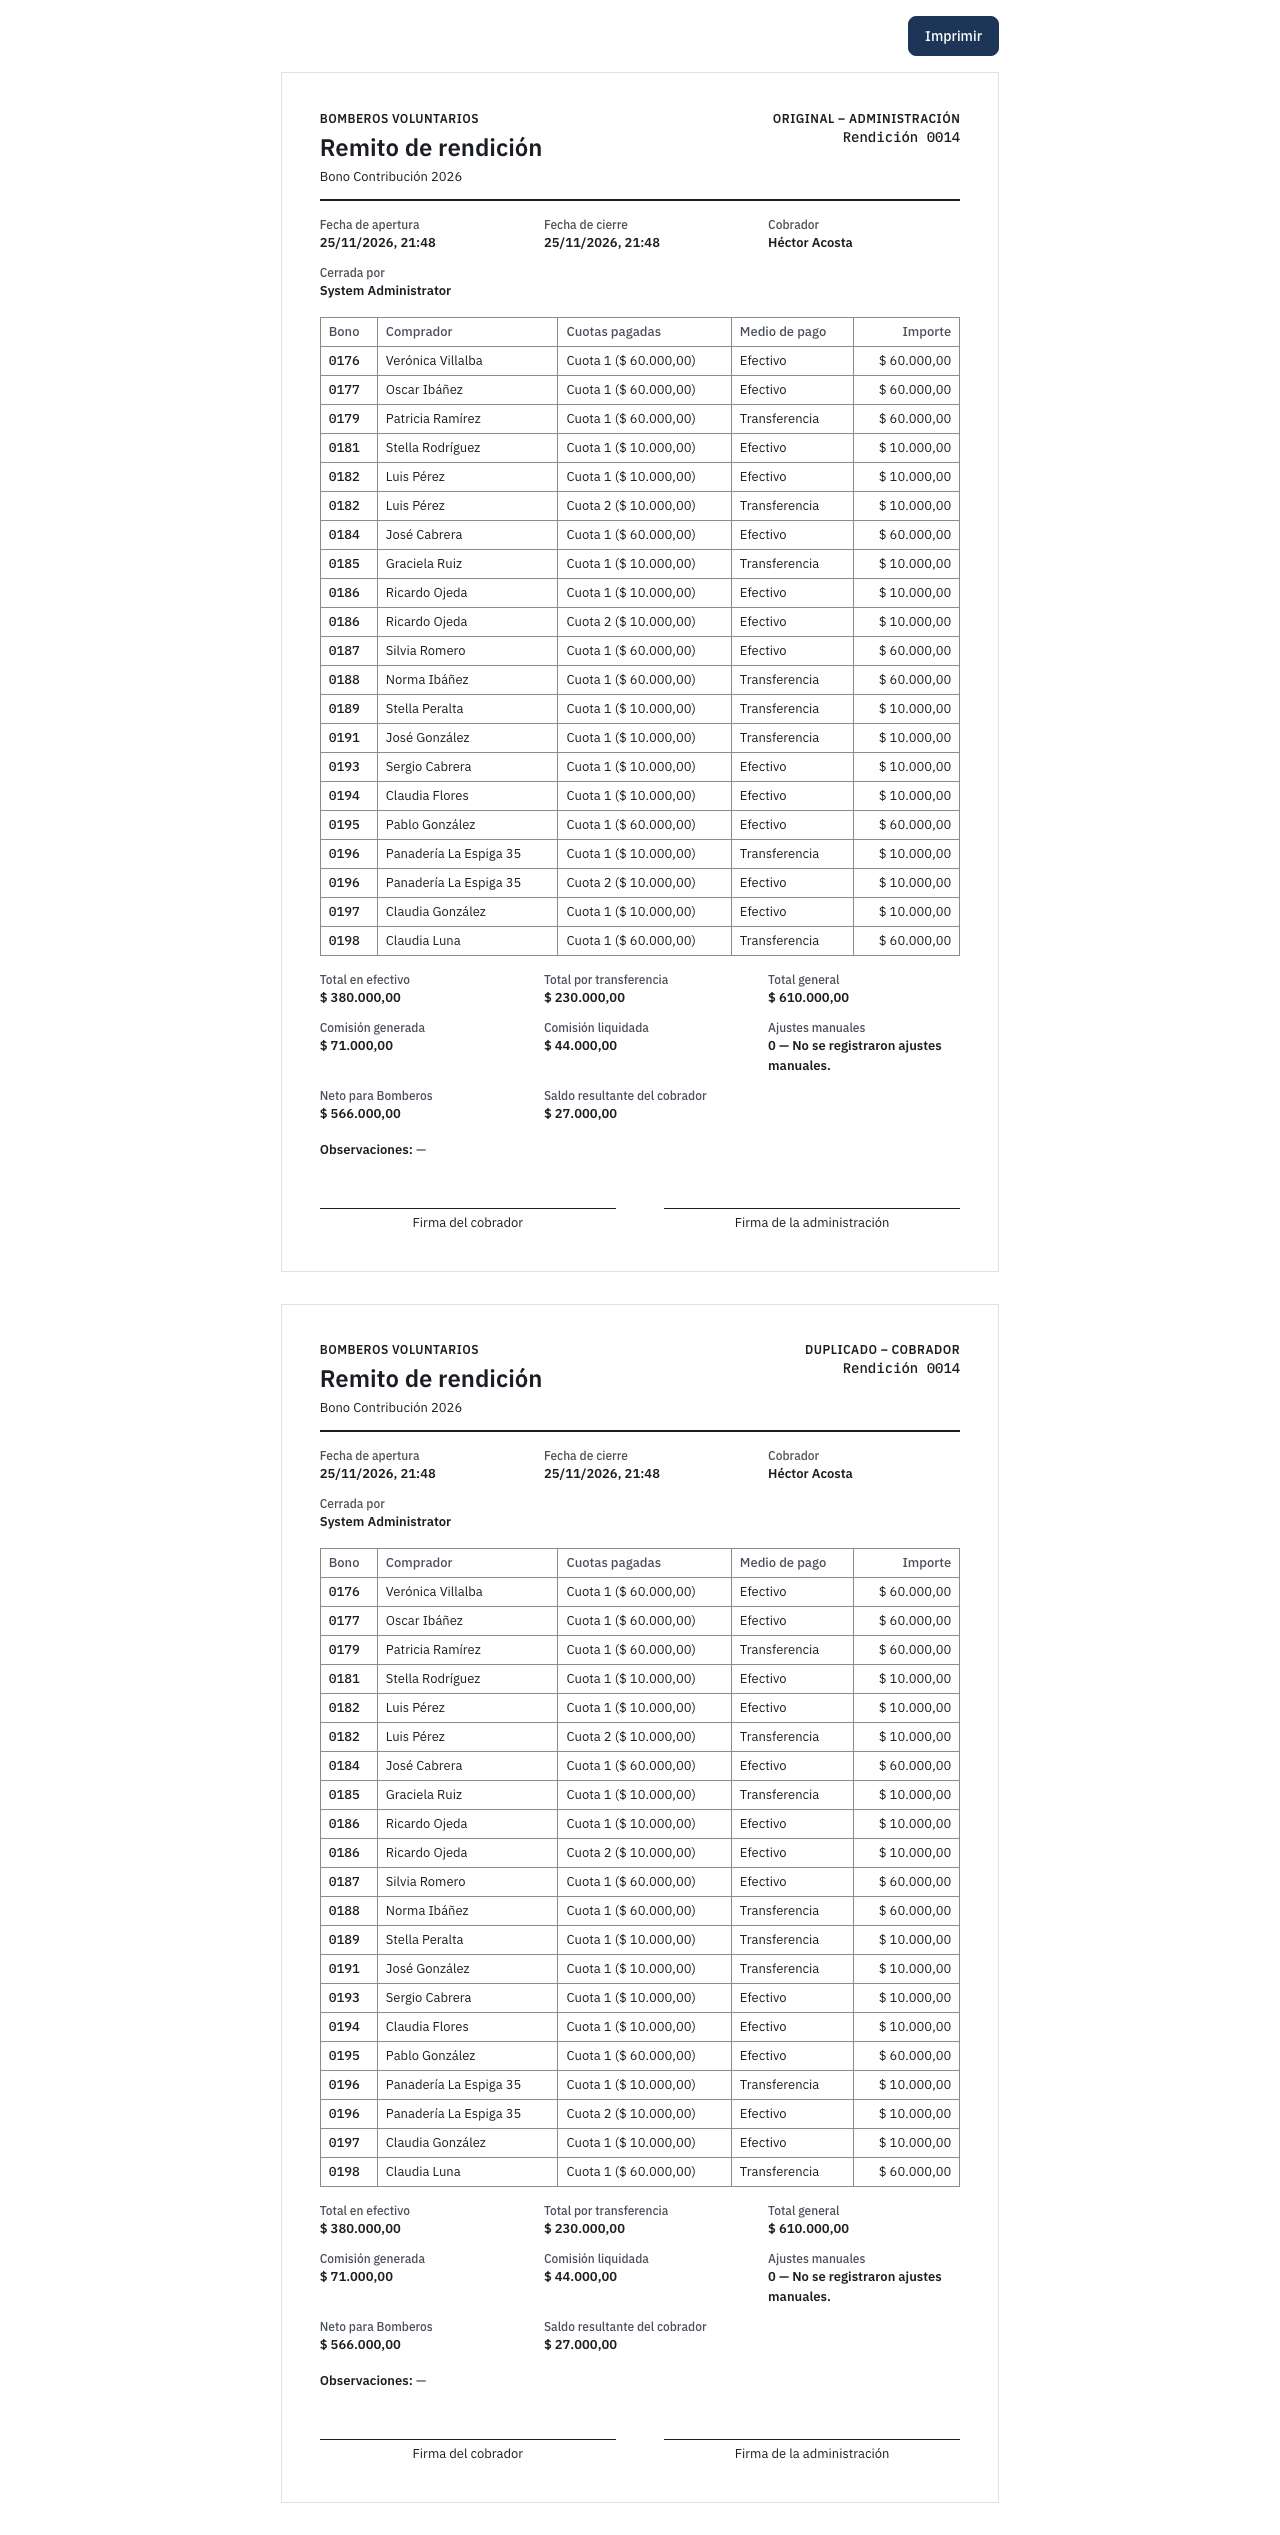 Imprimir
BOMBEROS VOLUNTARIOS
ORIGINAL – ADMINISTRACIÓN
Remito de rendición
Rendición 0014
Bono Contribución 2026
Fecha de apertura Fecha de cierre Cobrador
25/11/2026, 21:48 25/11/2026, 21:48 Héctor Acosta
Cerrada por
System Administrator
Bono Comprador Cuotas pagadas Medio de pago Importe
0176 Verónica Villalba Cuota 1 ($ 60.000,00) Efectivo $ 60.000,00
0177 Oscar Ibáñez Cuota 1 ($ 60.000,00) Efectivo $ 60.000,00
0179 Patricia Ramírez Cuota 1 ($ 60.000,00) Transferencia $ 60.000,00
0181 Stella Rodríguez Cuota 1 ($ 10.000,00) Efectivo $ 10.000,00
0182 Luis Pérez Cuota 1 ($ 10.000,00) Efectivo $ 10.000,00
0182 Luis Pérez Cuota 2 ($ 10.000,00) Transferencia $ 10.000,00
0184 José Cabrera Cuota 1 ($ 60.000,00) Efectivo $ 60.000,00
0185 Graciela Ruiz Cuota 1 ($ 10.000,00) Transferencia $ 10.000,00
0186 Ricardo Ojeda Cuota 1 ($ 10.000,00) Efectivo $ 10.000,00
0186 Ricardo Ojeda Cuota 2 ($ 10.000,00) Efectivo $ 10.000,00
0187 Silvia Romero Cuota 1 ($ 60.000,00) Efectivo $ 60.000,00
0188 Norma Ibáñez Cuota 1 ($ 60.000,00) Transferencia $ 60.000,00
0189 Stella Peralta Cuota 1 ($ 10.000,00) Transferencia $ 10.000,00
0191 José González Cuota 1 ($ 10.000,00) Transferencia $ 10.000,00
0193 Sergio Cabrera Cuota 1 ($ 10.000,00) Efectivo $ 10.000,00
0194 Claudia Flores Cuota 1 ($ 10.000,00) Efectivo $ 10.000,00
0195 Pablo González Cuota 1 ($ 60.000,00) Efectivo $ 60.000,00
0196 Panadería La Espiga 35 Cuota 1 ($ 10.000,00) Transferencia $ 10.000,00
0196 Panadería La Espiga 35 Cuota 2 ($ 10.000,00) Efectivo $ 10.000,00
0197 Claudia González Cuota 1 ($ 10.000,00) Efectivo $ 10.000,00
0198 Claudia Luna Cuota 1 ($ 60.000,00) Transferencia $ 60.000,00
Total en efectivo Total por transferencia Total general
$ 380.000,00 $ 230.000,00 $ 610.000,00
Comisión generada Comisión liquidada Ajustes manuales
$ 71.000,00 $ 44.000,00 0 — No se registraron ajustes
manuales.
Neto para Bomberos Saldo resultante del cobrador
$ 566.000,00 $ 27.000,00
Observaciones: —
Firma del cobrador Firma de la administración
BOMBEROS VOLUNTARIOS
DUPLICADO – COBRADOR
Remito de rendición
Rendición 0014
Bono Contribución 2026
Fecha de apertura Fecha de cierre Cobrador
25/11/2026, 21:48 25/11/2026, 21:48 Héctor Acosta
Cerrada por
System Administrator
Bono Comprador Cuotas pagadas Medio de pago Importe
0176 Verónica Villalba Cuota 1 ($ 60.000,00) Efectivo $ 60.000,00
0177 Oscar Ibáñez Cuota 1 ($ 60.000,00) Efectivo $ 60.000,00
0179 Patricia Ramírez Cuota 1 ($ 60.000,00) Transferencia $ 60.000,00
0181 Stella Rodríguez Cuota 1 ($ 10.000,00) Efectivo $ 10.000,00
0182 Luis Pérez Cuota 1 ($ 10.000,00) Efectivo $ 10.000,00
0182 Luis Pérez Cuota 2 ($ 10.000,00) Transferencia $ 10.000,00
0184 José Cabrera Cuota 1 ($ 60.000,00) Efectivo $ 60.000,00
0185 Graciela Ruiz Cuota 1 ($ 10.000,00) Transferencia $ 10.000,00
0186 Ricardo Ojeda Cuota 1 ($ 10.000,00) Efectivo $ 10.000,00
0186 Ricardo Ojeda Cuota 2 ($ 10.000,00) Efectivo $ 10.000,00
0187 Silvia Romero Cuota 1 ($ 60.000,00) Efectivo $ 60.000,00
0188 Norma Ibáñez Cuota 1 ($ 60.000,00) Transferencia $ 60.000,00
0189 Stella Peralta Cuota 1 ($ 10.000,00) Transferencia $ 10.000,00
0191 José González Cuota 1 ($ 10.000,00) Transferencia $ 10.000,00
0193 Sergio Cabrera Cuota 1 ($ 10.000,00) Efectivo $ 10.000,00
0194 Claudia Flores Cuota 1 ($ 10.000,00) Efectivo $ 10.000,00
0195 Pablo González Cuota 1 ($ 60.000,00) Efectivo $ 60.000,00
0196 Panadería La Espiga 35 Cuota 1 ($ 10.000,00) Transferencia $ 10.000,00
0196 Panadería La Espiga 35 Cuota 2 ($ 10.000,00) Efectivo $ 10.000,00
0197 Claudia González Cuota 1 ($ 10.000,00) Efectivo $ 10.000,00
0198 Claudia Luna Cuota 1 ($ 60.000,00) Transferencia $ 60.000,00
Total en efectivo Total por transferencia Total general
$ 380.000,00 $ 230.000,00 $ 610.000,00
Comisión generada Comisión liquidada Ajustes manuales
$ 71.000,00 $ 44.000,00 0 — No se registraron ajustes
manuales.
Neto para Bomberos Saldo resultante del cobrador
$ 566.000,00 $ 27.000,00
Observaciones: —
Firma del cobrador Firma de la administración